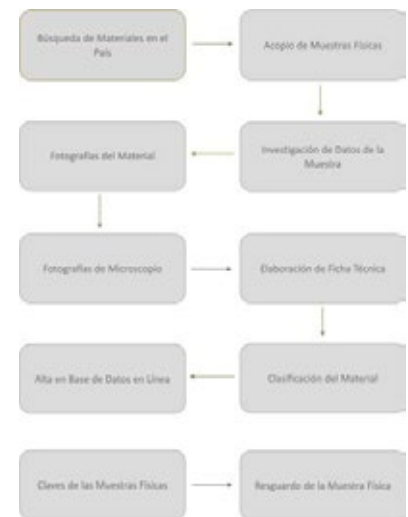 Búsqueda de Materiales en el
País
Acopio de Muestras Físicas
Fotografías del Material
Investigación de Datos de la
Muestra
Fotografías de Microscopio
Elaboración de Ficha Técnica
Alta en Base de Datos en Línea
Clasificación del Material
Claves de las Muestras Físicas
Resguardo de la Muestra Física